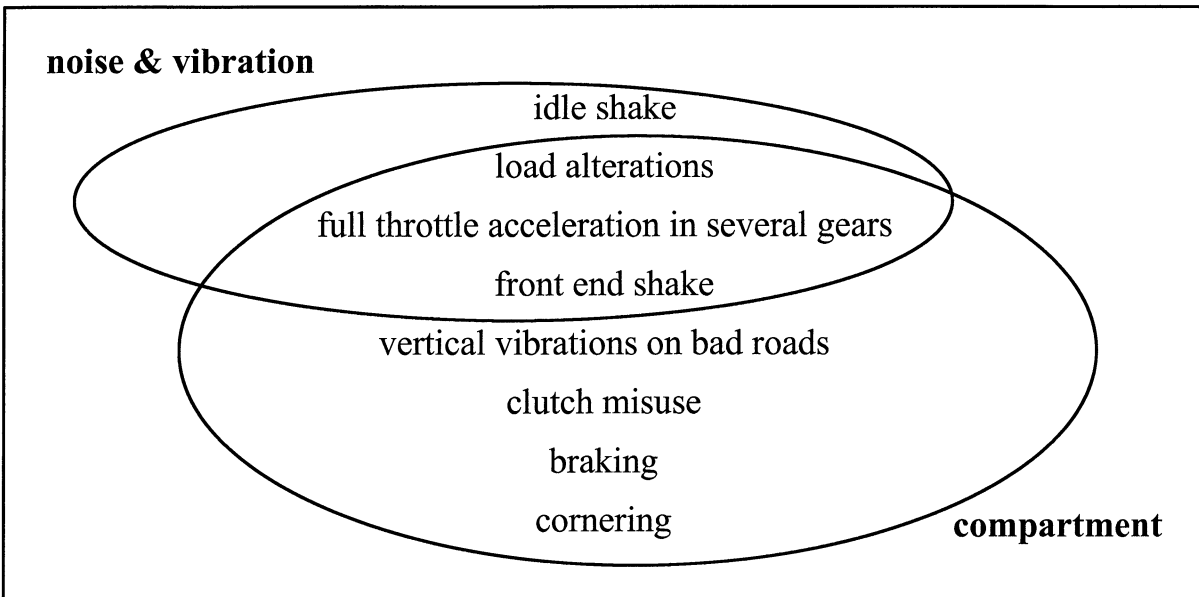 noise & vibration
idle shake
load alterations
full throttle acceleration in several gears
front end shake
vertical vibrations on bad roads
clutch misuse
braking
cornering
compartment